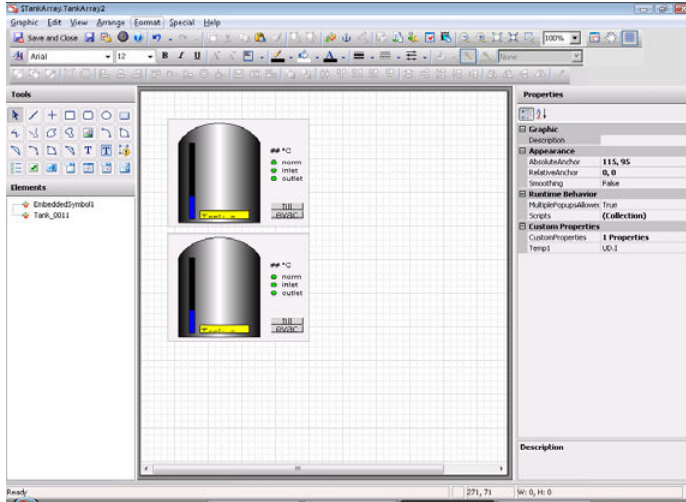 $TankArray.TankArray2
Graphic Edit View Arrange Format Special Help
Save and Close 100%
Arial 12 B I U None
Tools
Elements
EmbeddedSymbol1
Tank_0011
## °C
norm
inlet
outlet
fill
evac
## °C
norm
inlet
outlet
fill
evac
Properties
Graphic
Description
Appearance
AbsoluteAnchor 115, 95
RelativeAnchor 0, 0
Smoothing False
Runtime Behavior
MultiplePopupsAllowec True
Scripts (Collection)
Custom Properties
CustomProperties 1 Properties
Temp1 UD.I
Description
Ready 271, 71 W: 0, H: 0